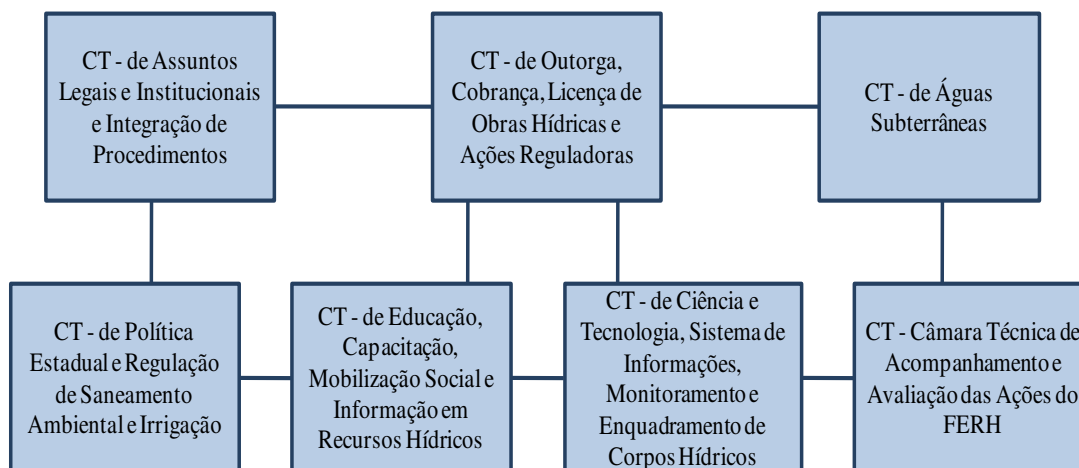 CT - de Assuntos
Legais e Institucionais
e Integração de
Procedimentos
CT - de Outorga,
Cobrança, Licença de
Obras Hídricas e
Ações Reguladoras
CT - de Águas
Subterrâneas
CT - de Política
Estadual e Regulação
de Saneamento
Ambiental e Irrigação
CT - de Educação,
Capacitação,
Mobilização Social e
Informação em
Recursos Hídricos
CT - de Ciência e
Tecnologia, Sistema de
Informações,
Monitoramento e
Enquadramento de
Corpos Hídricos
CT - Câmara Técnica de
Acompanhamento e
Avaliação das Ações do
FERH